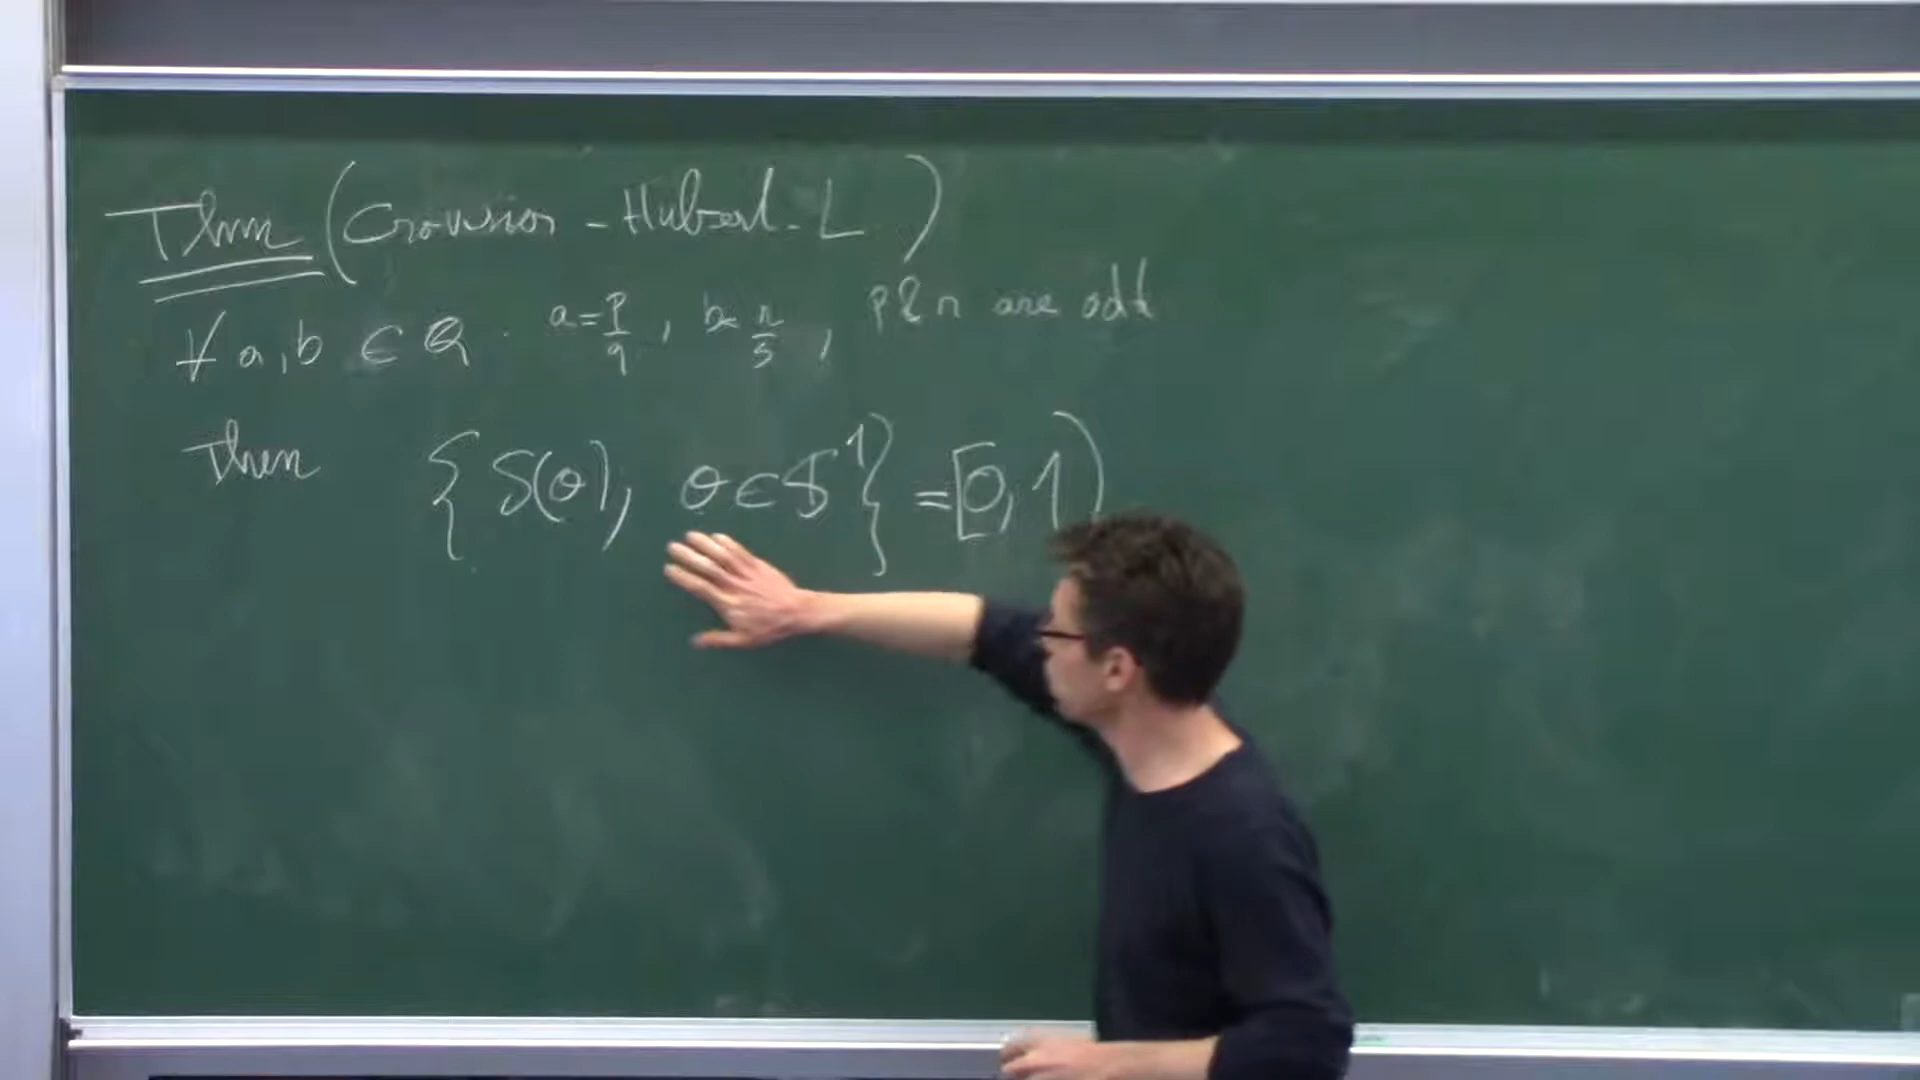 Thm (Crovisier - Hubert - L )
∀ a, b ∈ Q a = p/q , b = r/s , p & r are odd
Then { δ(θ), θ ∈ S¹ } = [0, 1)